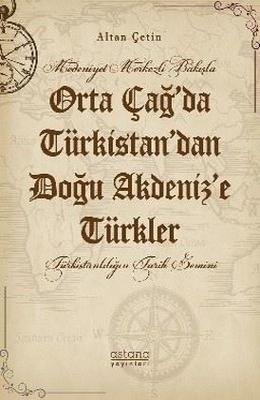 Altan Çetin
Medeniyet Merkezli Bakışla
Orta Çağ'da
Türkistan'dan
Doğu Akdeniz'e
Türkler
Türkistanlılığın Tarih Zemini
astana
yayınları